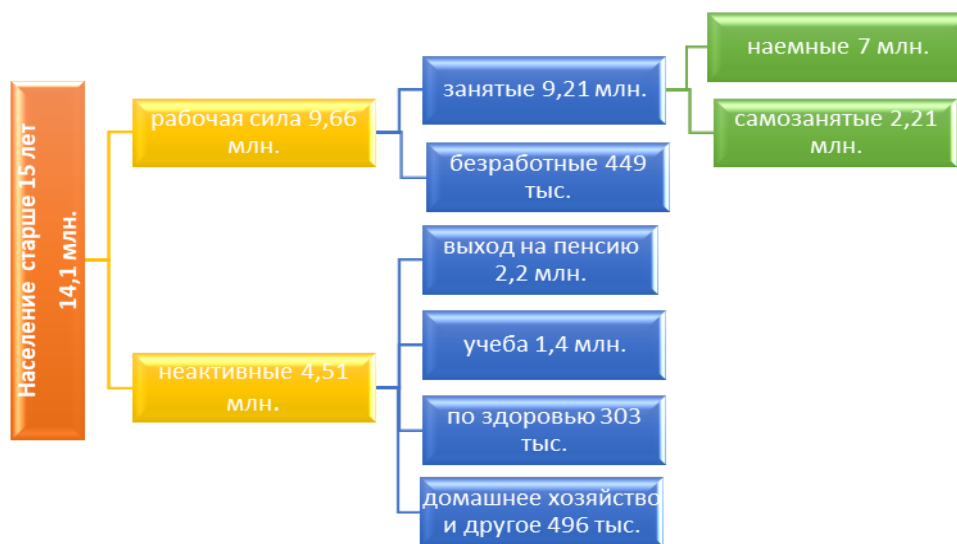 Население старше 15 лет
14,1 млн.
рабочая сила 9,66
млн.
неактивные 4,51
млн.
занятые 9,21 млн.
безработные 449
тыс.
выход на пенсию
2,2 млн.
учеба 1,4 млн.
по здоровью 303
тыс.
домашнее хозяйство
и другое 496 тыс.
наемные 7 млн.
самозанятые 2,21
млн.